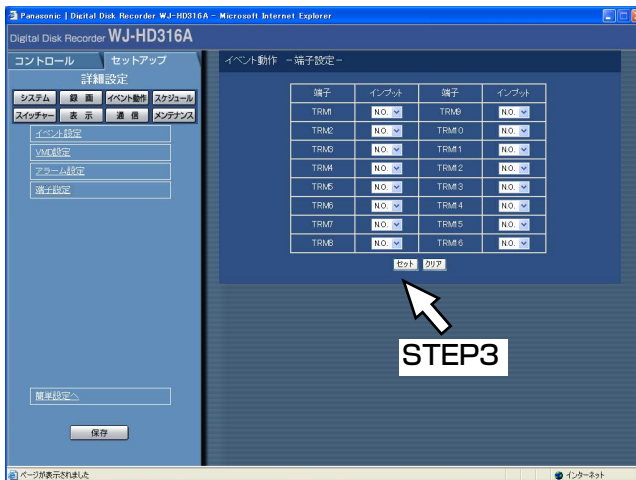 Panasonic | Digital Disk Recorder WJ-HD316A - Microsoft Internet Explorer
Digital Disk Recorder WJ-HD316A
コントロール セットアップ
詳細設定
システム 録 画 イベント動作 スケジュール
スイッチャー 表 示 通 信 メンテナンス
イベント設定
VMD設定
アラーム設定
端子設定
簡単設定へ
保存
イベント動作 －端子設定－
端子 インプット 端子 インプット
TRM1 N.O. TRM9 N.O.
TRM2 N.O. TRM10 N.O.
TRM3 N.O. TRM11 N.O.
TRM4 N.O. TRM12 N.O.
TRM5 N.O. TRM13 N.O.
TRM6 N.O. TRM14 N.O.
TRM7 N.O. TRM15 N.O.
TRM8 N.O. TRM16 N.O.
セット クリア
STEP3
ページが表示されました インターネット